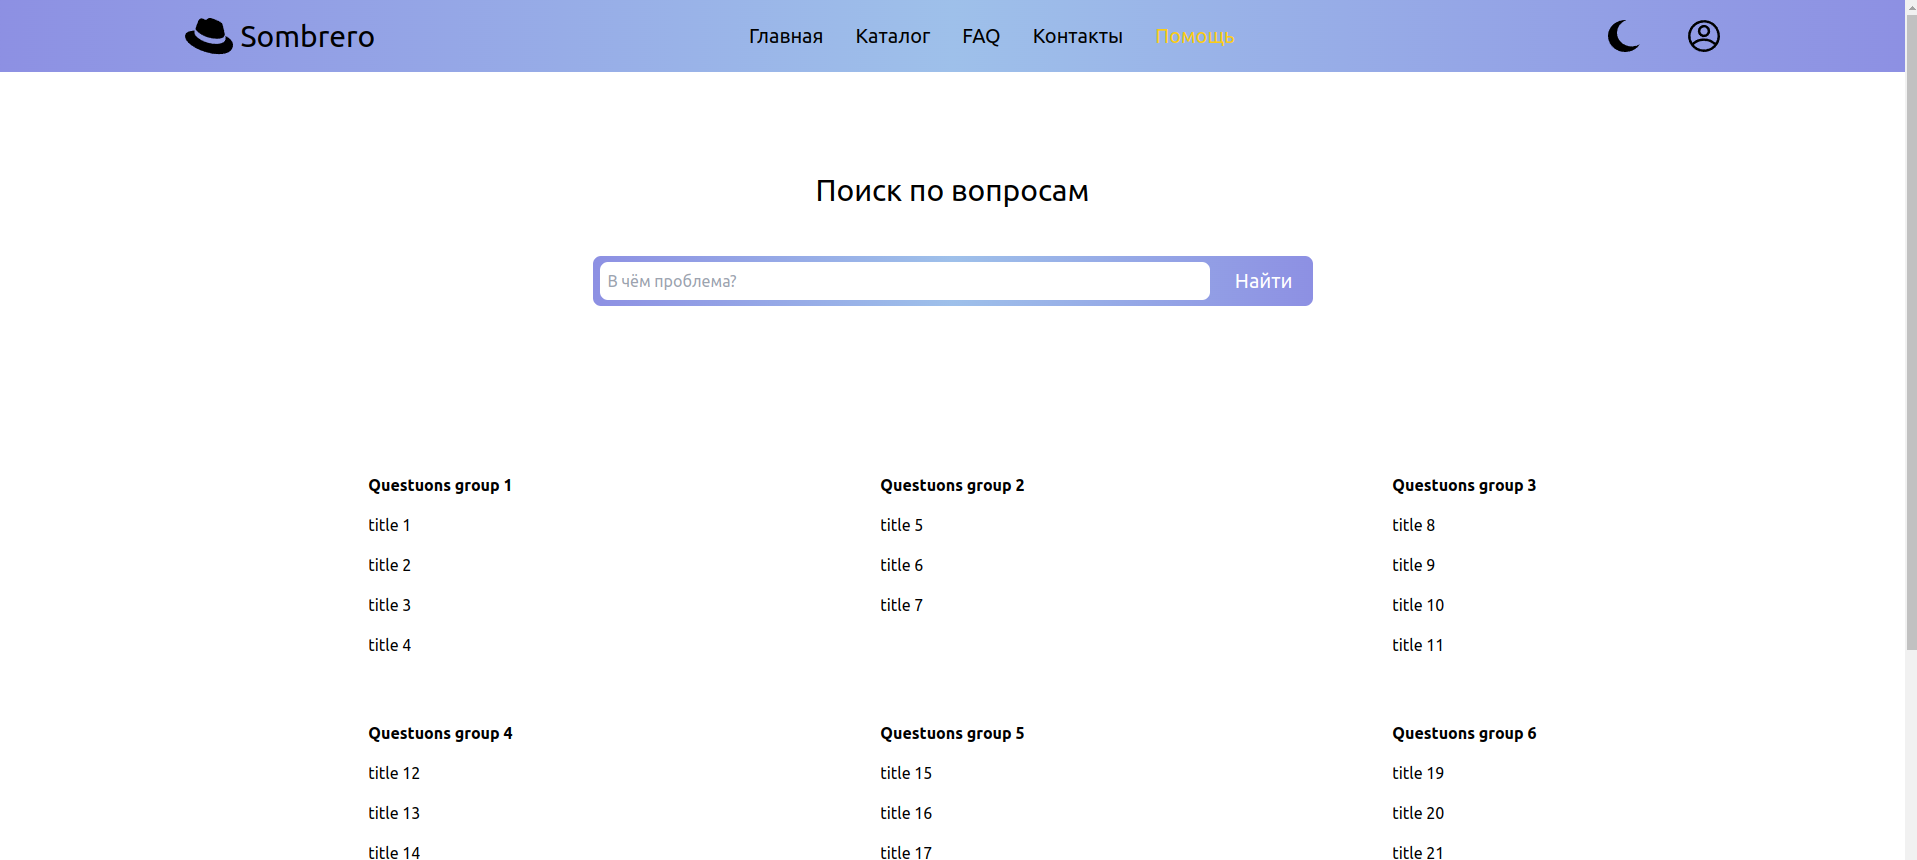 Sombrero
Главная Каталог FAQ Контакты Помощь
Поиск по вопросам
В чём проблема? Найти
Questuons group 1
title 1
title 2
title 3
title 4
Questuons group 2
title 5
title 6
title 7
Questuons group 3
title 8
title 9
title 10
title 11
Questuons group 4
title 12
title 13
title 14
Questuons group 5
title 15
title 16
title 17
Questuons group 6
title 19
title 20
title 21